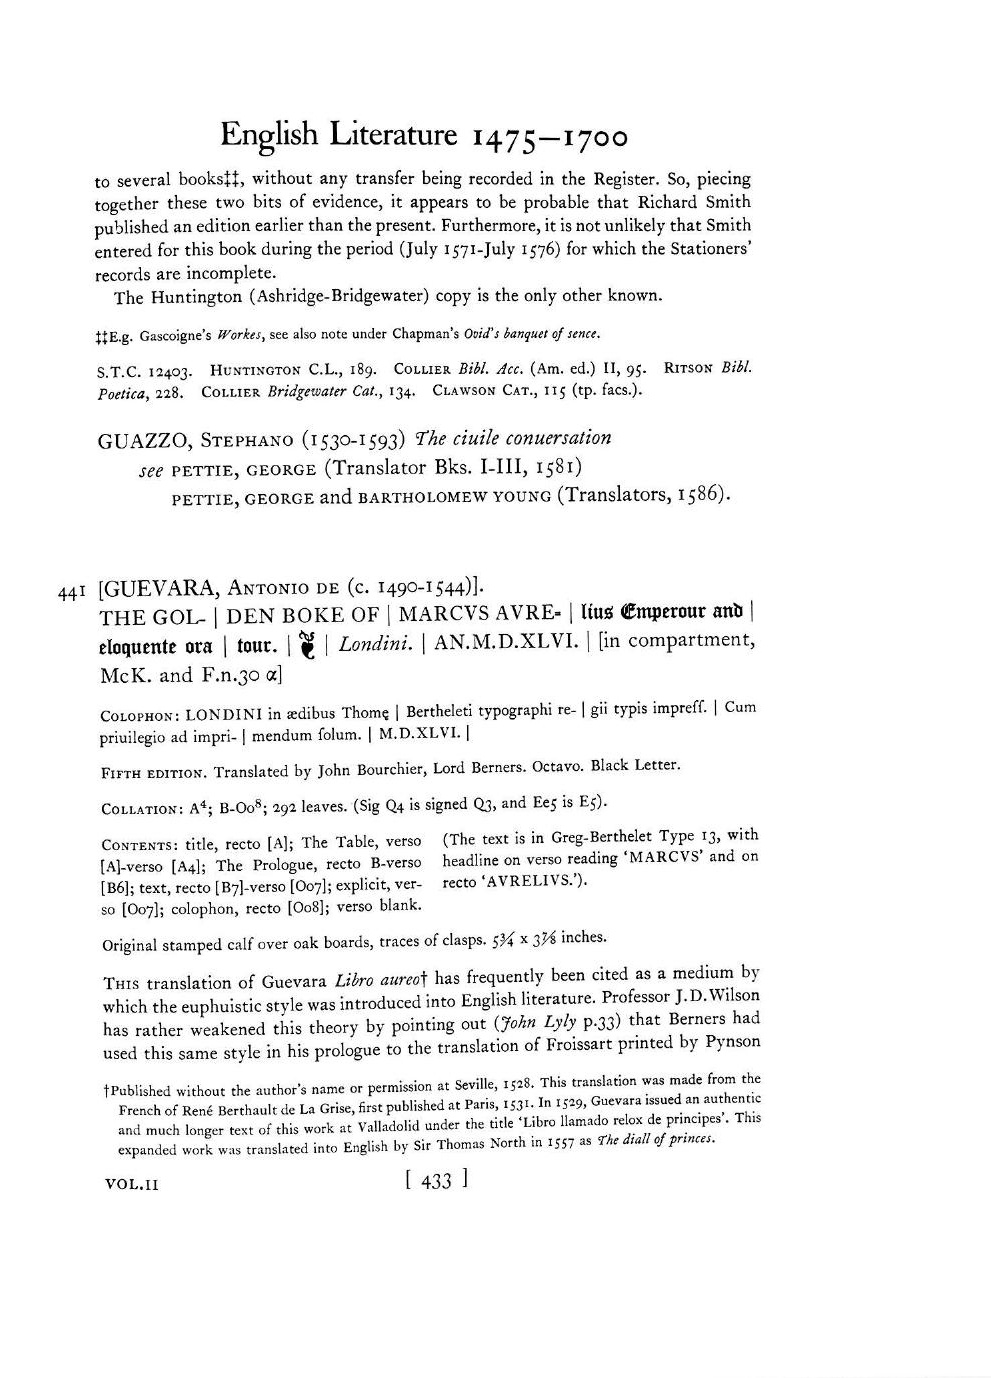 English Literature 1475–1700
to several books‡‡, without any transfer being recorded in the Register. So, piecing
together these two bits of evidence, it appears to be probable that Richard Smith
published an edition earlier than the present. Furthermore, it is not unlikely that Smith
entered for this book during the period (July 1571-July 1576) for which the Stationers'
records are incomplete.
The Huntington (Ashridge-Bridgewater) copy is the only other known.
‡‡E.g. Gascoigne's Workes, see also note under Chapman's Ovid's banquet of sence.
S.T.C. 12403. HUNTINGTON C.L., 189. COLLIER Bibl. Acc. (Am. ed.) II, 95. RITSON Bibl.
Poetica, 228. COLLIER Bridgewater Cat., 134. CLAWSON CAT., 115 (tp. facs.).
GUAZZO, STEPHANO (1530-1593) The ciuile conuersation
see PETTIE, GEORGE (Translator Bks. I-III, 1581)
PETTIE, GEORGE and BARTHOLOMEW YOUNG (Translators, 1586).
441 [GUEVARA, ANTONIO DE (c. 1490-1544)].
THE GOL- | DEN BOKE OF | MARCVS AVRE= | lius Emperour and |
eloquente ora | tour. | ❦ | Londini. | AN.M.D.XLVI. | [in compartment,
McK. and F.n.30 α]
COLOPHON: LONDINI in ædibus Thomę | Bertheleti typographi re- | gii typis impreſſ. | Cum
priuilegio ad impri- | mendum ſolum. | M.D.XLVI. |
FIFTH EDITION. Translated by John Bourchier, Lord Berners. Octavo. Black Letter.
COLLATION: A⁴; B-Oo⁸; 292 leaves. (Sig Q4 is signed Q3, and Ee5 is E5).
CONTENTS: title, recto [A]; The Table, verso
[A]-verso [A4]; The Prologue, recto B-verso
[B6]; text, recto [B7]-verso [Oo7]; explicit, ver-
so [Oo7]; colophon, recto [Oo8]; verso blank.
(The text is in Greg-Berthelet Type 13, with
headline on verso reading 'MARCVS' and on
recto 'AVRELIVS.').
Original stamped calf over oak boards, traces of clasps. 5¾ x 3⅞ inches.
THIS translation of Guevara Libro aureo† has frequently been cited as a medium by
which the euphuistic style was introduced into English literature. Professor J.D.Wilson
has rather weakened this theory by pointing out (John Lyly p.33) that Berners had
used this same style in his prologue to the translation of Froissart printed by Pynson
†Published without the author's name or permission at Seville, 1528. This translation was made from the
French of René Berthault de La Grise, first published at Paris, 1531. In 1529, Guevara issued an authentic
and much longer text of this work at Valladolid under the title 'Libro llamado relox de principes'. This
expanded work was translated into English by Sir Thomas North in 1557 as The diall of princes.
VOL.II [ 433 ]